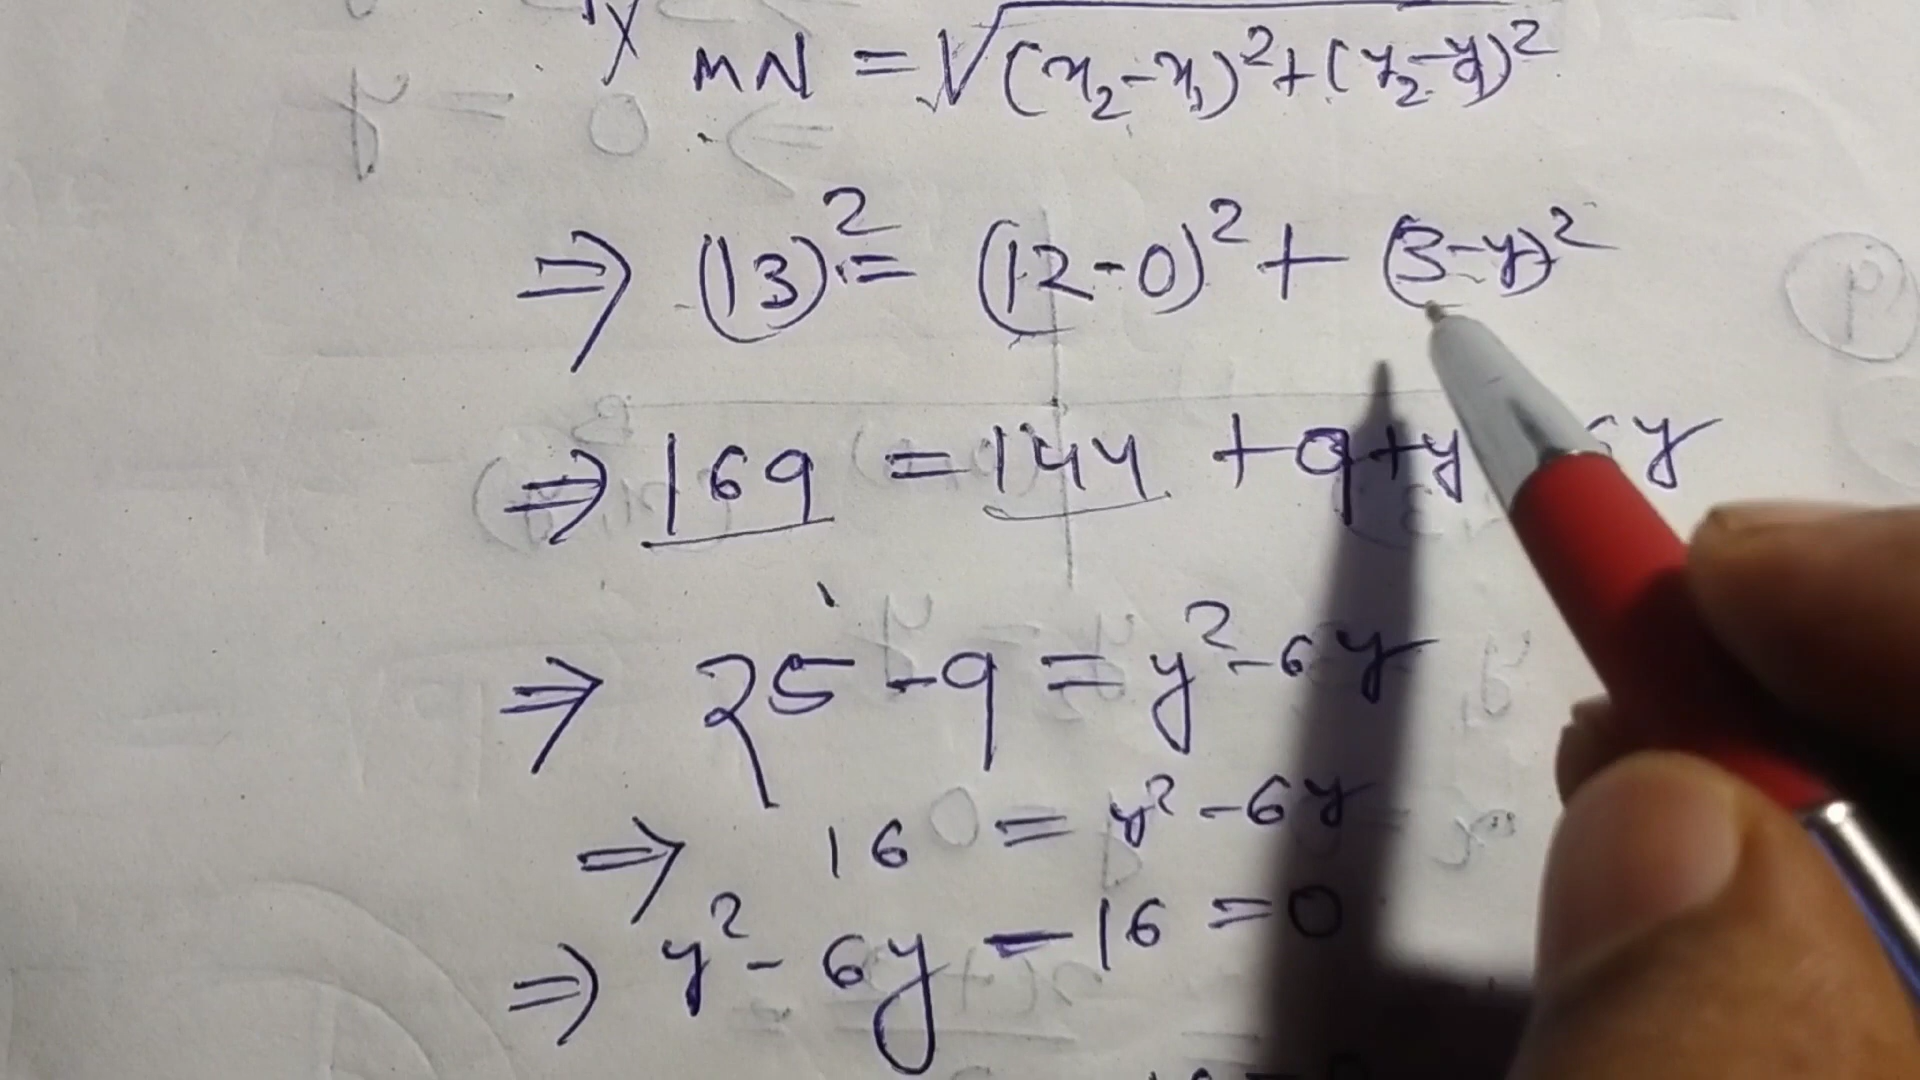 MN = √(x₂-x₁)²+(y₂-y₁)²
⇒ (13)² = (12-0)² + (3-y)²
⇒ 169 = 144 + 9+y 6y
⇒ 25-9 = y²-6y
⇒ 16 = y²-6y
⇒ y²-6y-16=0